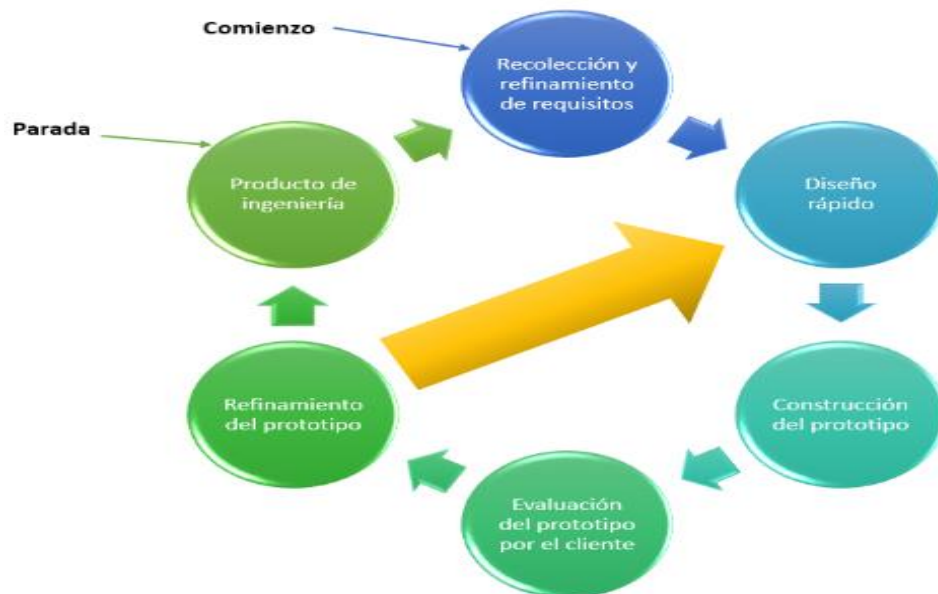 Comienzo
Recolección y
refinamiento
de requisitos
Parada
Producto de
ingeniería
Diseño
rápido
Refinamiento
del prototipo
Construcción
del prototipo
Evaluación
del prototipo
por el cliente